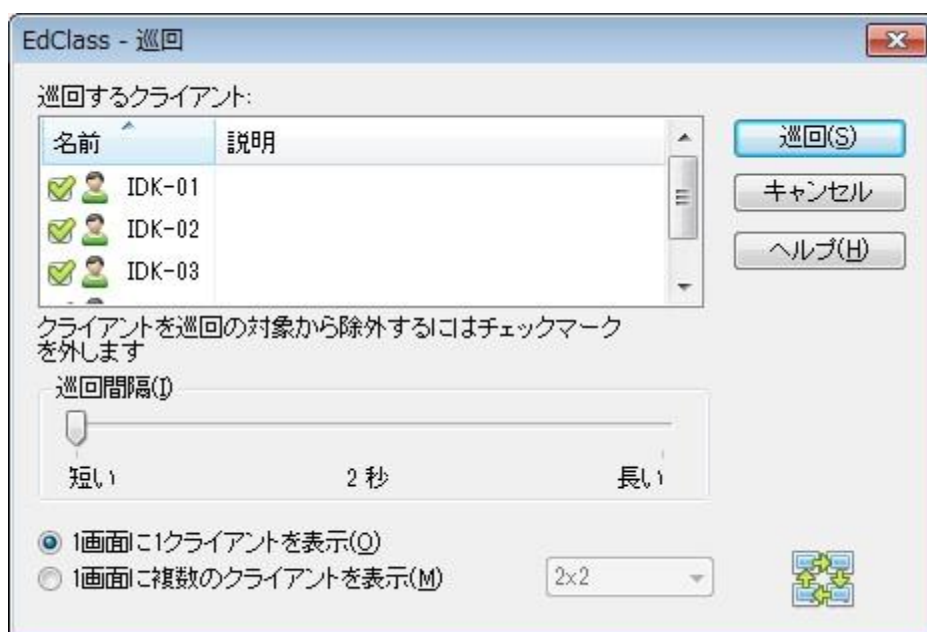 EdClass - 巡回
巡回するクライアント:
名前 説明
IDK-01
IDK-02
IDK-03
巡回(S)
キャンセル
ヘルプ(H)
クライアントを巡回の対象から除外するにはチェックマーク
を外します
巡回間隔(I)
短い 2 秒 長い
1画面に1クライアントを表示(O)
1画面に複数のクライアントを表示(M) 2x2